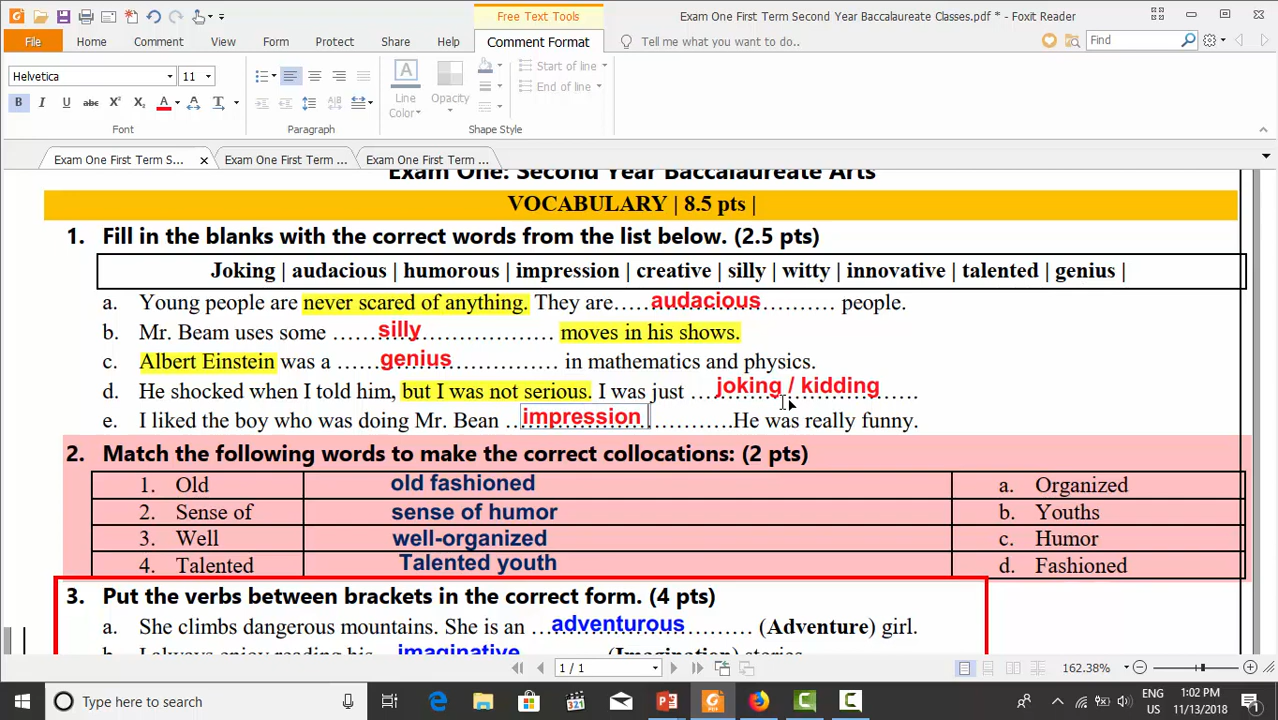 Free Text Tools
Exam One First Term Second Year Baccalaureate Classes.pdf * - Foxit Reader
File Home Comment View Form Protect Share Help Comment Format Tell me what you want to do... Find
Helvetica 11
Start of line
End of line
B I U abc X² X₂ A A T
Line Color Opacity
Font Paragraph Shape Style
Exam One First Term S... Exam One First Term ... Exam One First Term ...
Exam One: Second Year Baccalaureate Arts
VOCABULARY | 8.5 pts |
1. Fill in the blanks with the correct words from the list below. (2.5 pts)
Joking | audacious | humorous | impression | creative | silly | witty | innovative | talented | genius |
a. Young people are never scared of anything. They are..... audacious ............ people.
b. Mr. Beam uses some ....... silly .................... moves in his shows.
c. Albert Einstein was a ...... genius ................ in mathematics and physics.
d. He shocked when I told him, but I was not serious. I was just ... joking / kidding .......
e. I liked the boy who was doing Mr. Bean .. impression ............He was really funny.
2. Match the following words to make the correct collocations: (2 pts)
1. Old old fashioned a. Organized
2. Sense of sense of humor b. Youths
3. Well well-organized c. Humor
4. Talented Talented youth d. Fashioned
3. Put the verbs between brackets in the correct form. (4 pts)
a. She climbs dangerous mountains. She is an ... adventurous .......... (Adventure) girl.
b. I always enjoy reading his imaginative (Imagination) stories
1 / 1 162.38%
Type here to search
ENG 1:02 PM
US 11/13/2018